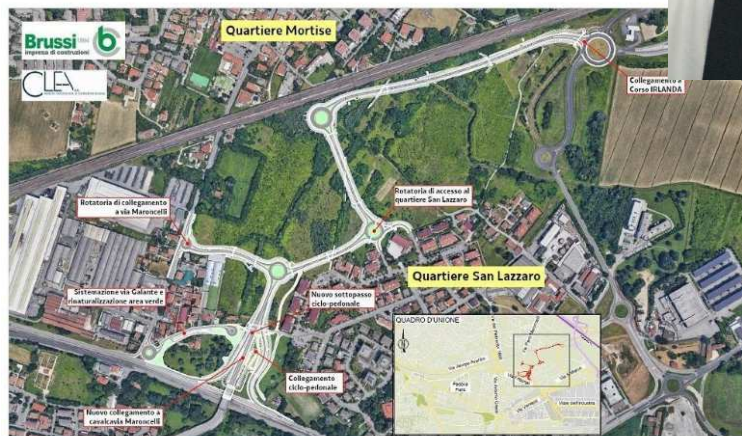 Brussi
impresa di costruzioni
CLEA
Quartiere Mortise
Collegamento a
Corso IRLANDA
Rotatoria di collegamento
a via Maroncelli
Rotatoria di accesso al
quartiere San Lazzaro
Quartiere San Lazzaro
Sistemazione via Galante e
rinaturalizzazione area verde
Nuovo sottopasso
ciclo-pedonale
Collegamento
ciclo-pedonale
Nuovo collegamento a
cavalcavia Maroncelli
QUADRO D'UNIONE
Padova